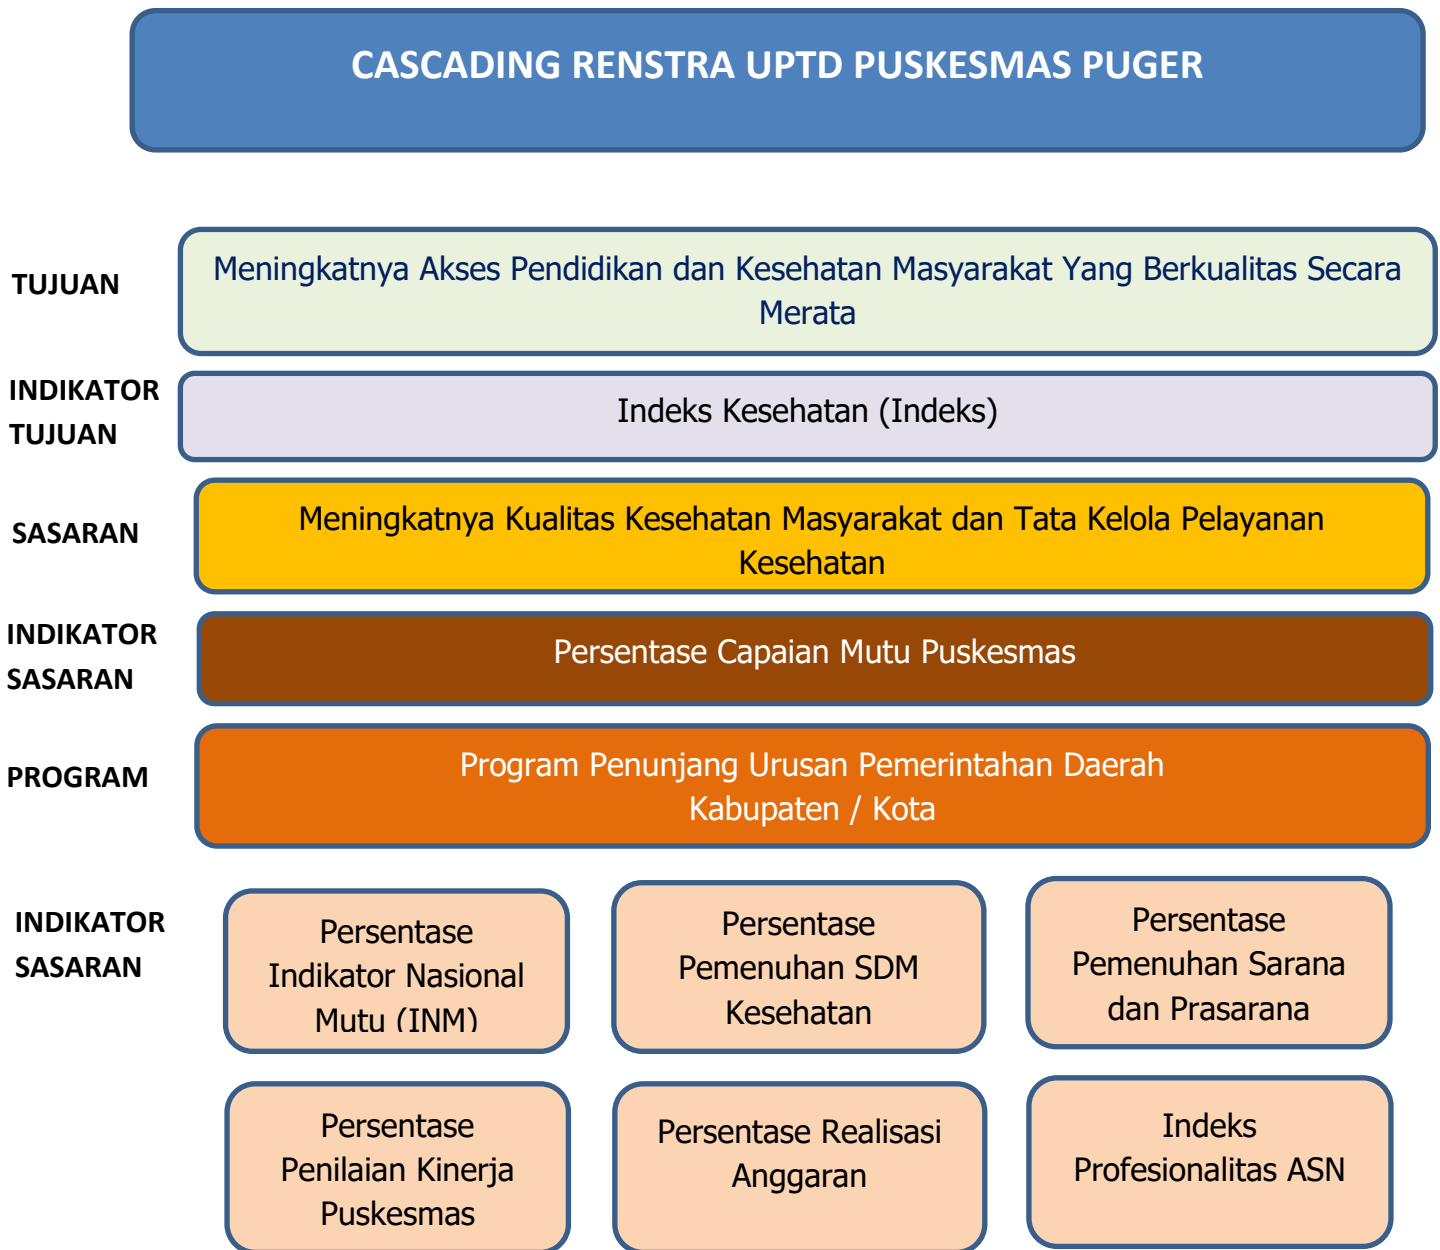 CASCADING RENSTRA UPTD PUSKESMAS PUGER
TUJUAN
Meningkatnya Akses Pendidikan dan Kesehatan Masyarakat Yang Berkualitas Secara
Merata
INDIKATOR
TUJUAN
Indeks Kesehatan (Indeks)
SASARAN
Meningkatnya Kualitas Kesehatan Masyarakat dan Tata Kelola Pelayanan
Kesehatan
INDIKATOR
SASARAN
Persentase Capaian Mutu Puskesmas
PROGRAM
Program Penunjang Urusan Pemerintahan Daerah
Kabupaten / Kota
INDIKATOR
SASARAN
Persentase
Indikator Nasional
Mutu (INM)
Persentase
Pemenuhan SDM
Kesehatan
Persentase
Pemenuhan Sarana
dan Prasarana
Persentase
Penilaian Kinerja
Puskesmas
Persentase Realisasi
Anggaran
Indeks
Profesionalitas ASN